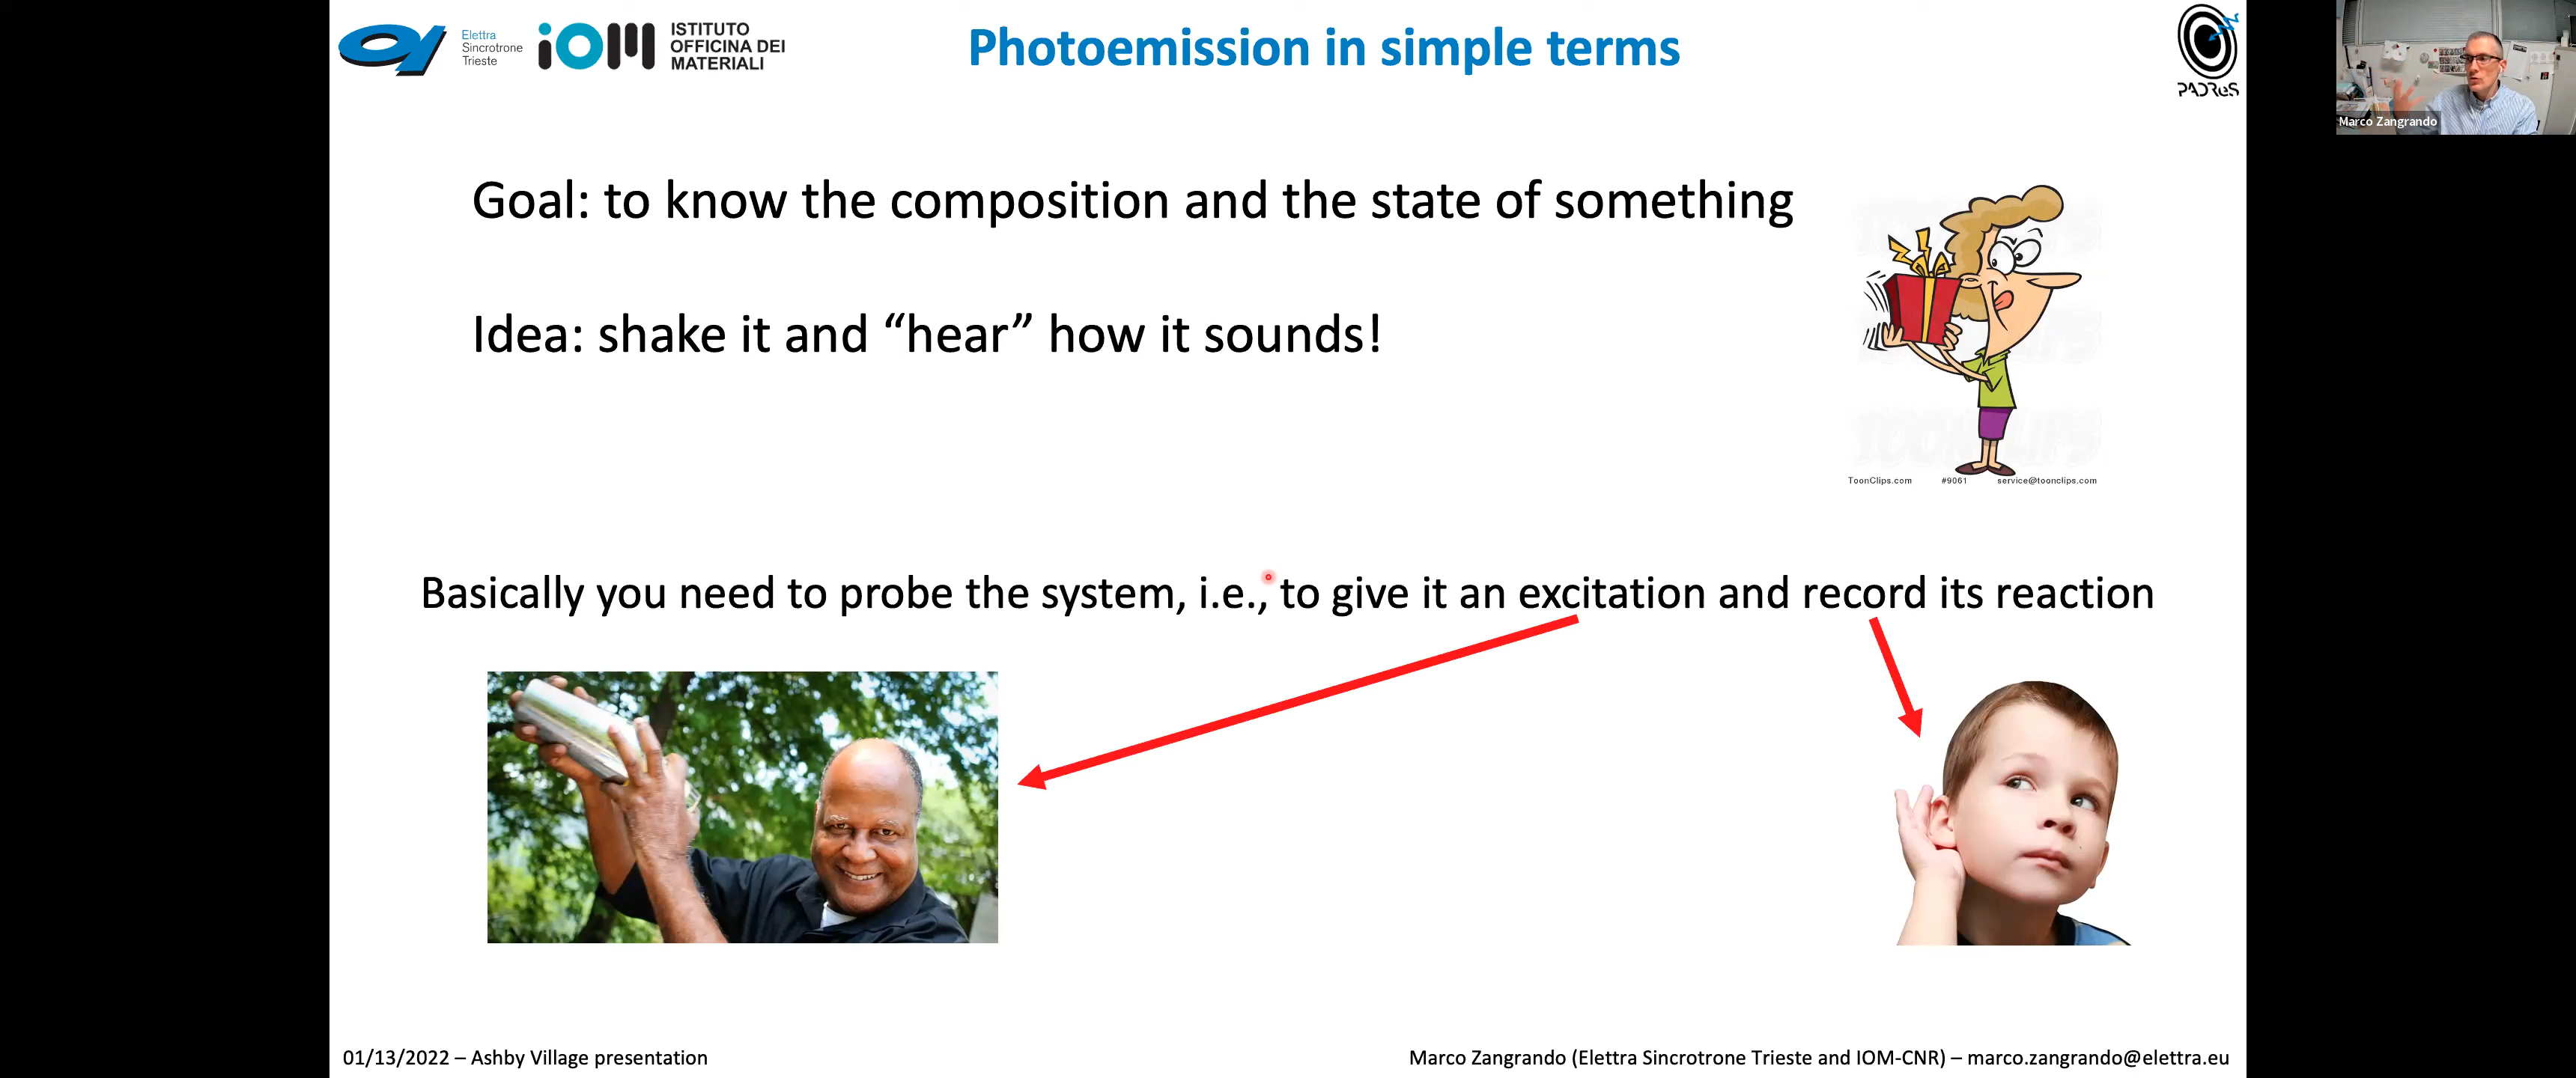 Elettra
Sincrotrone
Trieste
iOM
ISTITUTO
OFFICINA DEI
MATERIALI
Photoemission in simple terms
PADReS
Marco Zangrando
Goal: to know the composition and the state of something
Idea: shake it and “hear” how it sounds!
TOONCLIPS
ToonClips.com #9061 service@toonclips.com
Basically you need to probe the system, i.e., to give it an excitation and record its reaction
01/13/2022 – Ashby Village presentation
Marco Zangrando (Elettra Sincrotrone Trieste and IOM-CNR) – marco.zangrando@elettra.eu